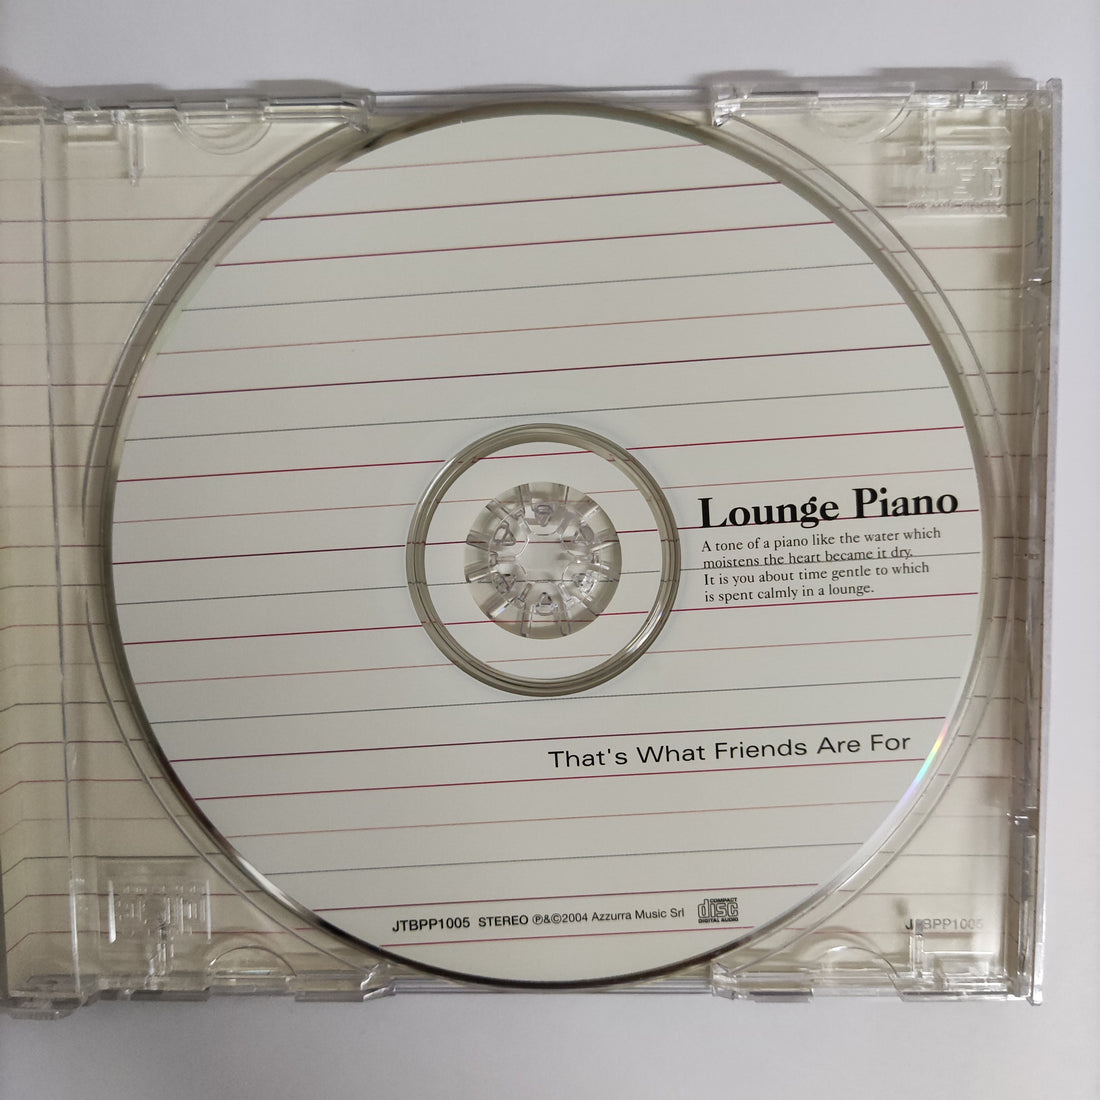 Lounge Piano
A tone of a piano like the water which
moistens the heart became it dry.
It is you about time gentle to which
is spent calmly in a lounge.
That's What Friends Are For
JTBPP1005 STEREO ℗&©2004 Azzurra Music Srl
COMPACT
disc
DIGITAL AUDIO
JTBPP1005